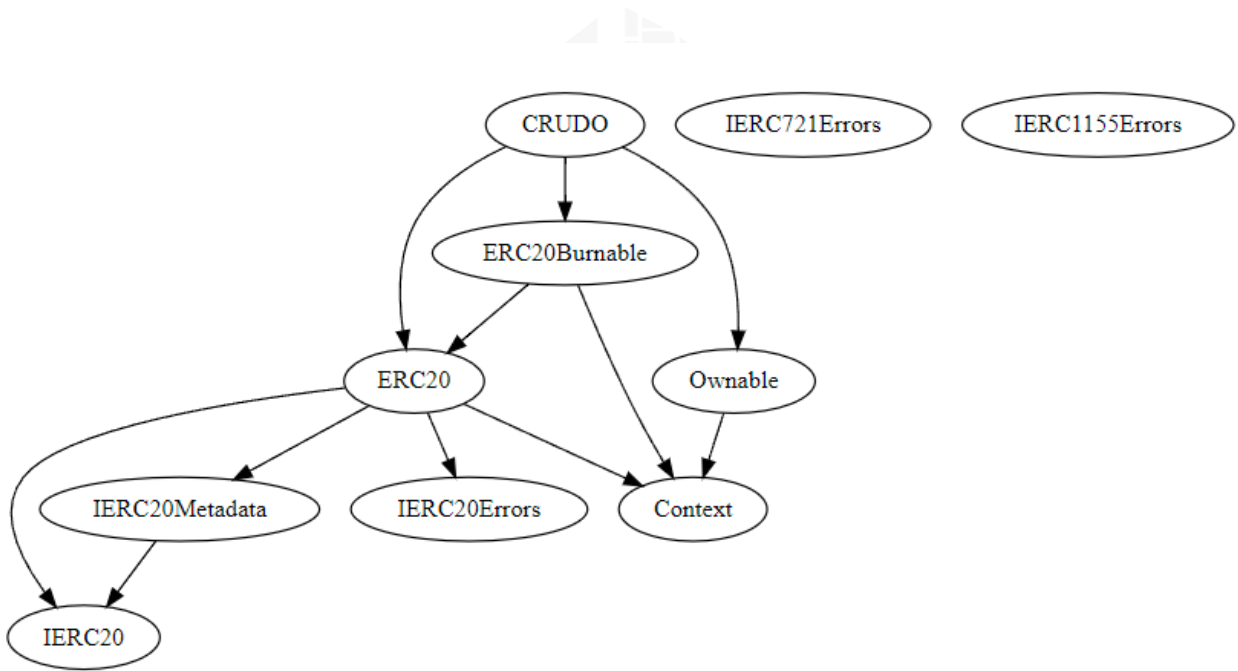 CRUDO
IERC721Errors
IERC1155Errors
ERC20Burnable
ERC20
Ownable
IERC20Metadata
IERC20Errors
Context
IERC20